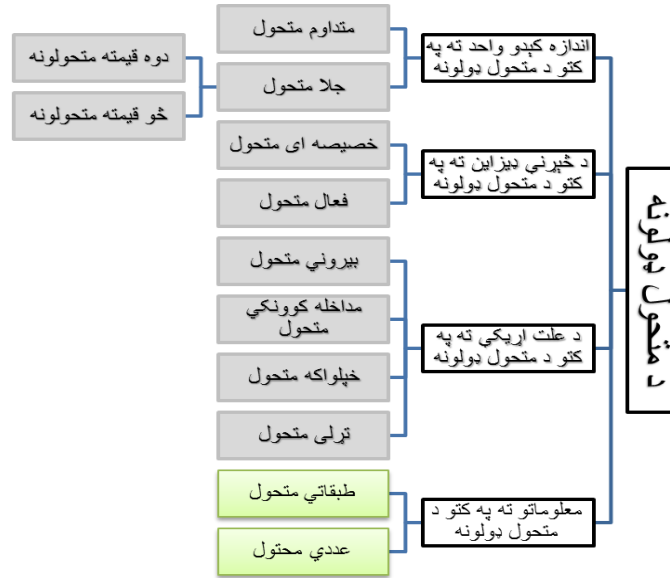 د متحول ډولونه
اندازه کېدو واحد ته په
کتو د متحول ډولونه
متداوم متحول
جلا متحول
دوه قیمته متحولونه
څو قیمته متحولونه
د څېړنې ډیزاین ته په
کتو د متحول ډولونه
خصیصه ای متحول
فعال متحول
د علت اړیکې ته په
کتو د متحول ډولونه
بیروني متحول
مداخله کوونکي
متحول
خپلواکه متحول
تړلی متحول
معلوماتو ته په کتو د
متحول ډولونه
طبقاتي متحول
عددي محتول